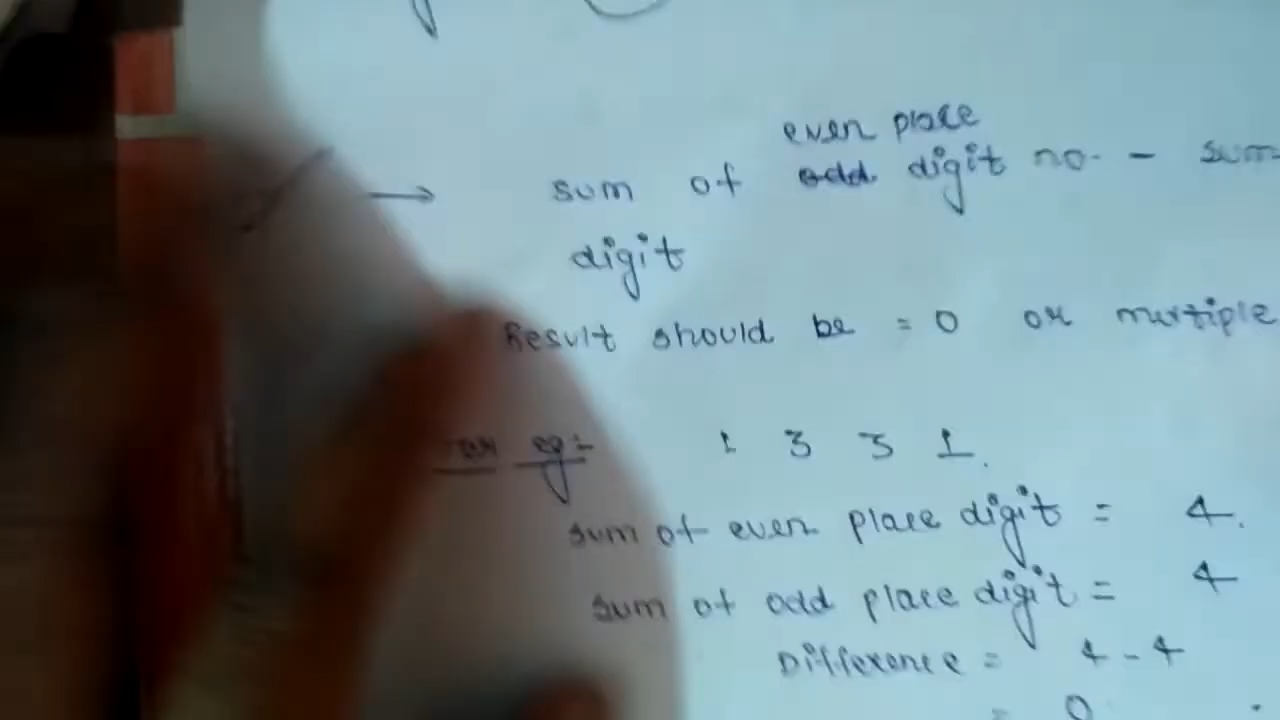 even place
sum of odd digit no. - sum
digit
Result should be = 0 or multiple
For eg:-    1 3 3 1.
sum of even place digit = 4.
sum of odd place digit = 4
Difference = 4 - 4
= 0